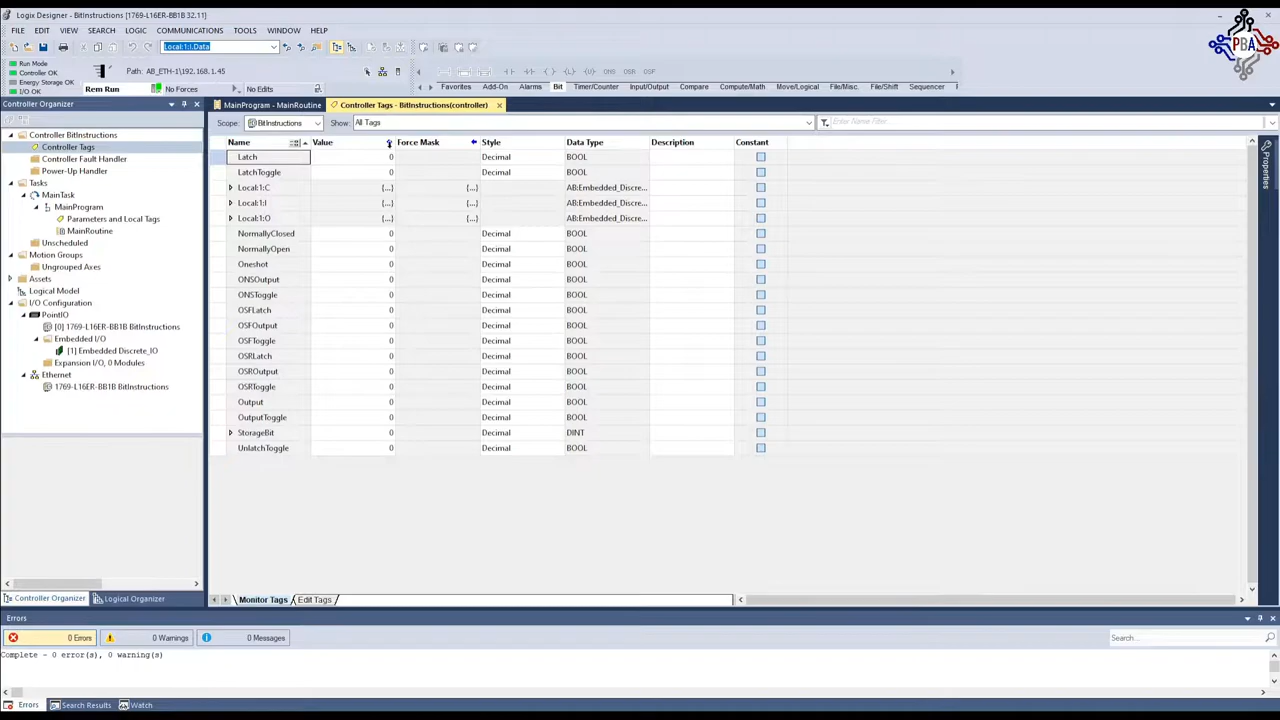 Logix Designer - BitInstructions [1769-L16ER-BB1B 32.11]
FILE EDIT VIEW SEARCH LOGIC COMMUNICATIONS TOOLS WINDOW HELP
Local:1:I.Data
PBA
Run Mode
Controller OK
Energy Storage OK
I/O OK
Path: AB_ETH-1\192.168.1.45
Rem Run No Forces No Edits
ONS OSR OSF
Favorites Add-On Alarms Bit Timer/Counter Input/Output Compare Compute/Math Move/Logical File/Misc. File/Shift Sequencer
Controller Organizer
MainProgram - MainRoutine
Controller Tags - BitInstructions(controller)
Scope: BitInstructions Show: All Tags Enter Name Filter...
Controller BitInstructions
Controller Tags
Controller Fault Handler
Power-Up Handler
Tasks
MainTask
MainProgram
Parameters and Local Tags
MainRoutine
Unscheduled
Motion Groups
Ungrouped Axes
Assets
Logical Model
I/O Configuration
PointIO
[0] 1769-L16ER-BB1B BitInstructions
Embedded I/O
[1] Embedded Discrete_IO
Expansion I/O, 0 Modules
Ethernet
1769-L16ER-BB1B BitInstructions
Name Value Force Mask Style Data Type Description Constant
Latch 0 Decimal BOOL
LatchToggle 0 Decimal BOOL
Local:1:C {...} {...} AB:Embedded_Discre...
Local:1:I {...} {...} AB:Embedded_Discre...
Local:1:O {...} {...} AB:Embedded_Discre...
NormallyClosed 0 Decimal BOOL
NormallyOpen 0 Decimal BOOL
Oneshot 0 Decimal BOOL
ONSOutput 0 Decimal BOOL
ONSToggle 0 Decimal BOOL
OSFLatch 0 Decimal BOOL
OSFOutput 0 Decimal BOOL
OSFToggle 0 Decimal BOOL
OSRLatch 0 Decimal BOOL
OSROutput 0 Decimal BOOL
OSRToggle 0 Decimal BOOL
Output 0 Decimal BOOL
OutputToggle 0 Decimal BOOL
StorageBit 0 Decimal DINT
UnlatchToggle 0 Decimal BOOL
Properties
Controller Organizer Logical Organizer
Monitor Tags Edit Tags
Errors
0 Errors 0 Warnings 0 Messages Search...
Complete - 0 error(s), 0 warning(s)
Errors Search Results Watch